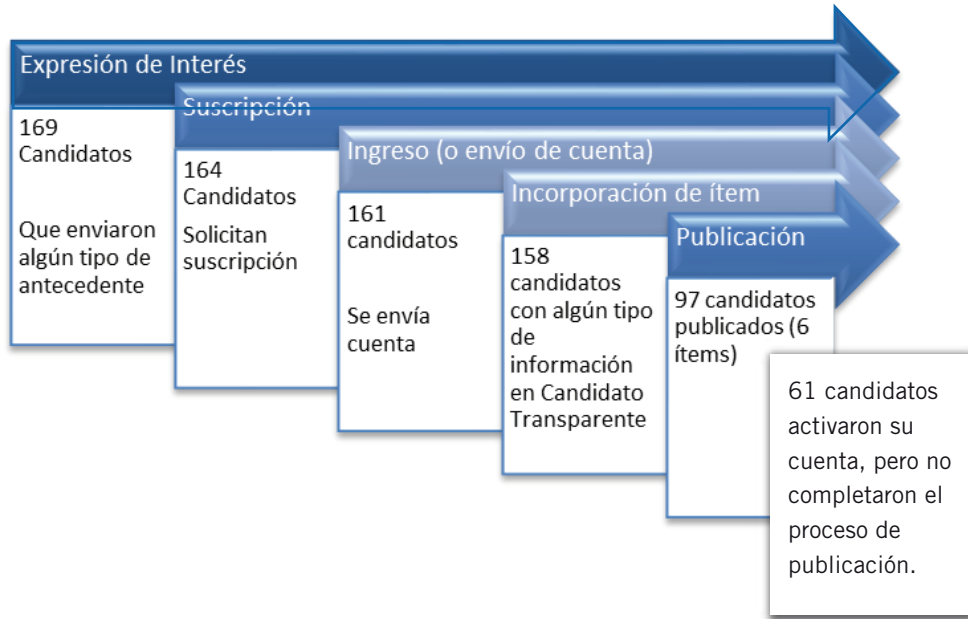 Expresión de Interés
169
Candidatos
Que enviaron
algún tipo de
antecedente
Suscripción
164
Candidatos
Solicitan
suscripción
Ingreso (o envío de cuenta)
161
candidatos
Se envía
cuenta
Incorporación de ítem
158
candidatos
con algún tipo
de
información
en Candidato
Transparente
Publicación
97 candidatos
publicados (6
ítems)
61 candidatos
activaron su
cuenta, pero no
completaron el
proceso de
publicación.